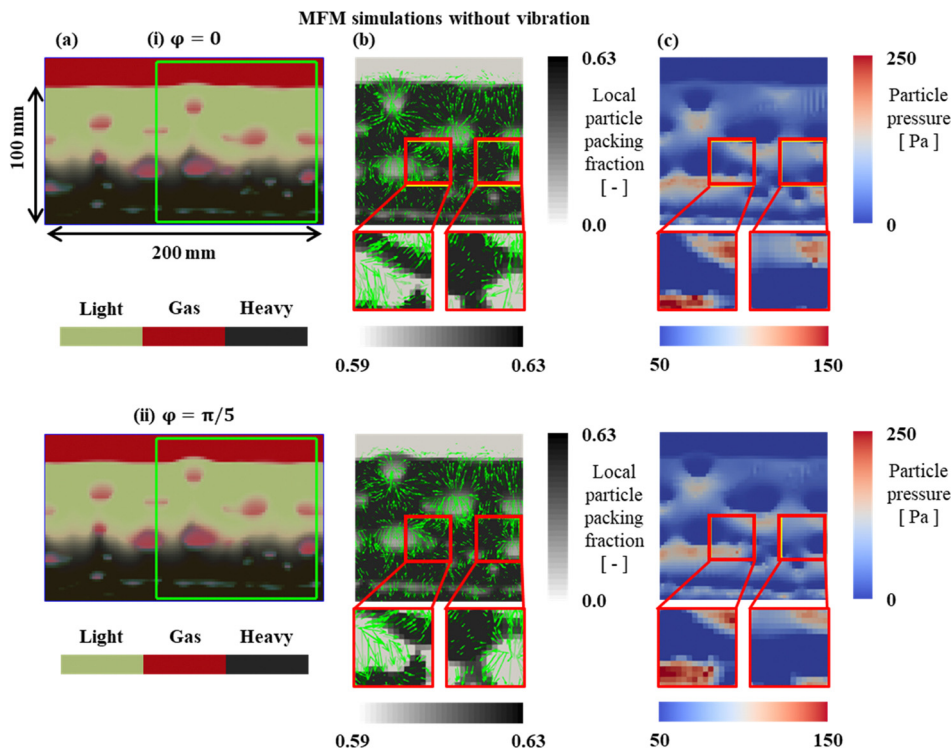 MFM simulations without vibration
(a) (i) φ = 0 (b) (c)
100 mm
200 mm
Light Gas Heavy
0.63
Local
particle
packing
fraction
[ - ]
0.0
0.59 0.63
250
Particle
pressure
[ Pa ]
0
50 150
(ii) φ = π/5
Light Gas Heavy
0.63
Local
particle
packing
fraction
[ - ]
0.0
0.59 0.63
250
Particle
pressure
[ Pa ]
0
50 150